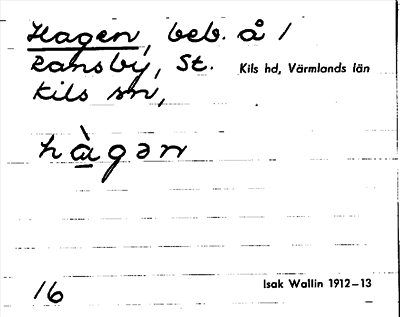 Hagen, beb. å /
Ransby, St. Kils hd, Värmlands län
Kils sn,
hàgən
16 Isak Wallin 1912–13